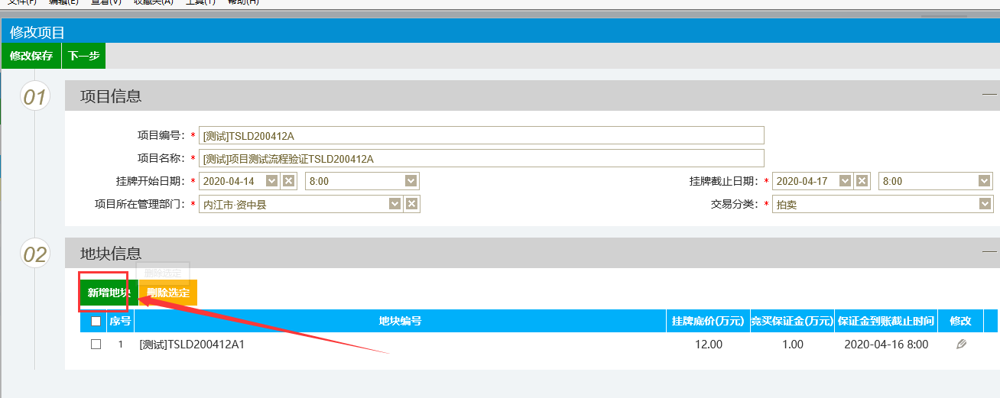 文件(F) 编辑(E) 查看(V) 收藏夹(A) 工具(T) 帮助(H)
修改项目
修改保存 下一步
01 项目信息
项目编号：* [测试]TSLD200412A
项目名称：* [测试]项目测试流程验证TSLD200412A
挂牌开始日期：* 2020-04-14 8:00 挂牌截止日期：* 2020-04-17 8:00
项目所在管理部门：* 内江市·资中县 交易分类：* 拍卖
02 地块信息
删除选定
新增地块 删除选定
序号 地块编号 挂牌底价(万元) 竞买保证金(万元) 保证金到账截止时间 修改
1 [测试]TSLD200412A1 12.00 1.00 2020-04-16 8:00